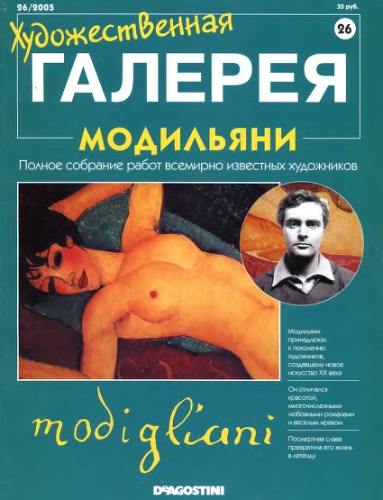 26/2005
35 руб.
Художественная
26
ГАЛЕРЕЯ
МОДИЛЬЯНИ
Полное собрание работ всемирно известных художников
Модильяни
принадлежал
к поколению
художников,
создавшему новое
искусство XX века
Он отличался
красотой,
многочисленными
любовными романами
и веселым нравом
Посмертная слава
превратила его жизнь
в легенду
modigliani
DEAGOSTINI